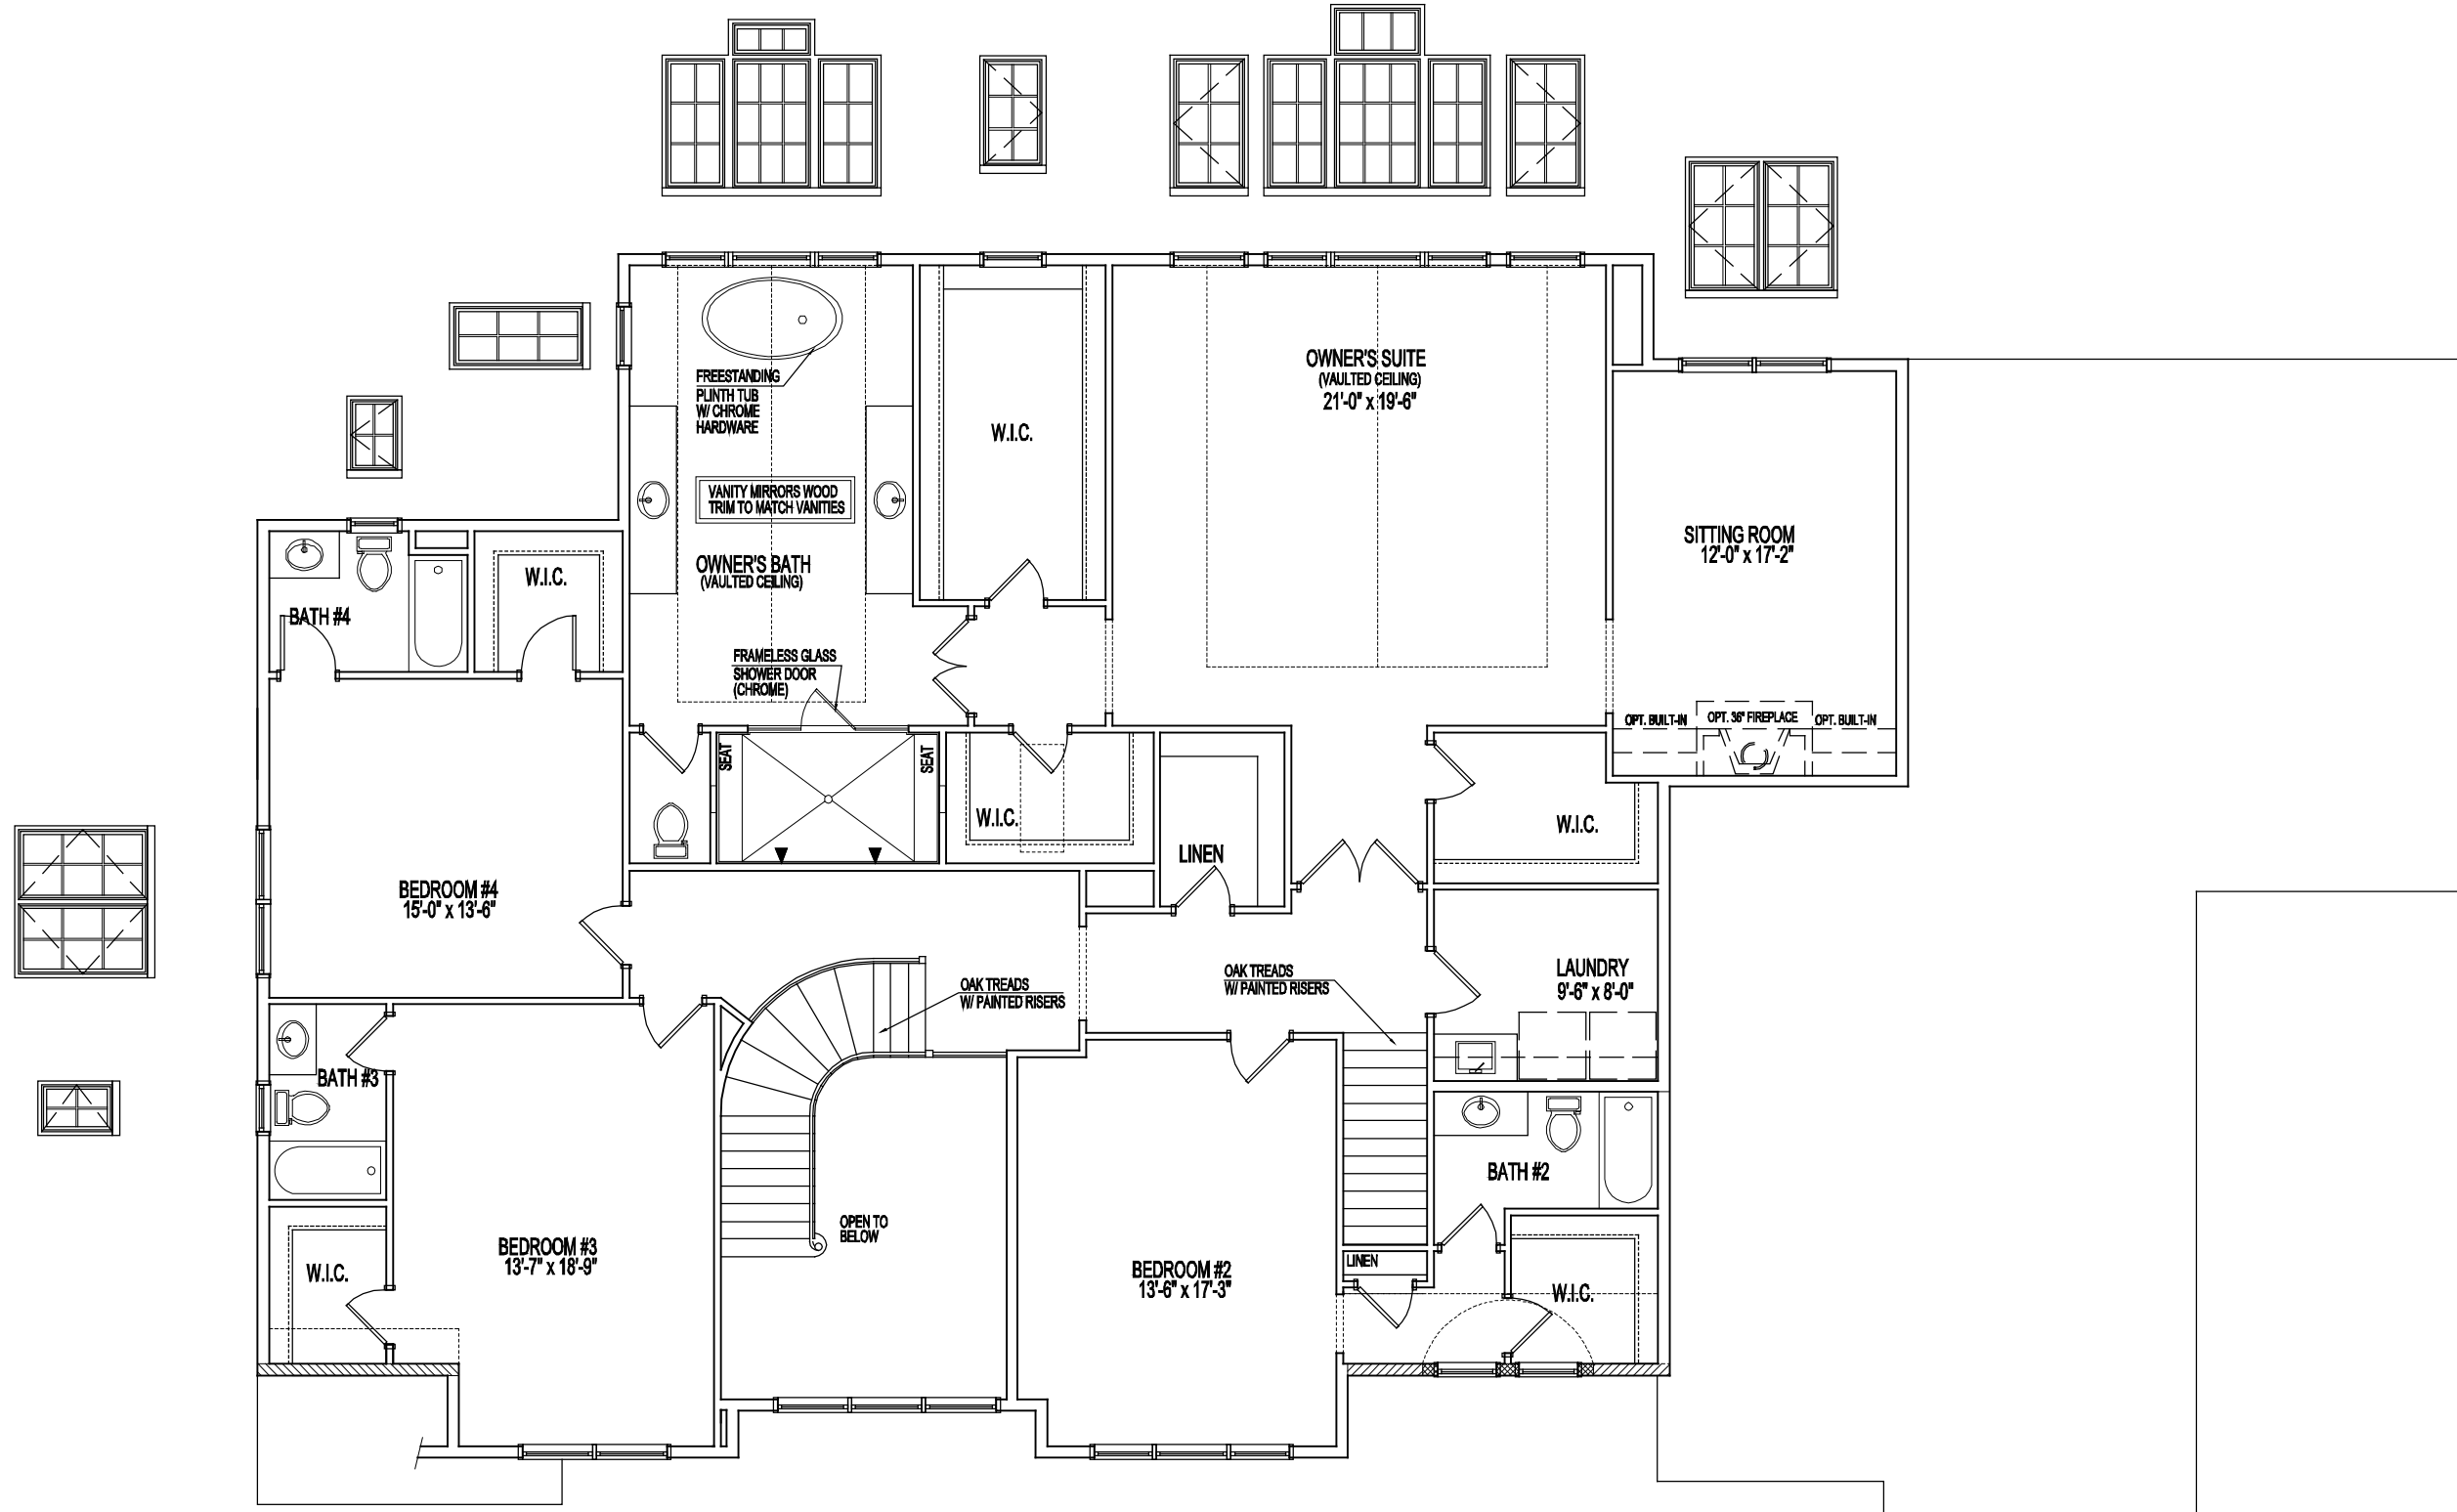 OWNER'S SUITE
(VAULTED CEILING)
21'-0" x 19'-6"
FREESTANDING
PLINTH TUB
W/ CHROME
HARDWARE
W.I.C.
VANITY MIRRORS WOOD
TRIM TO MATCH VANITIES
SITTING ROOM
12'-0" x 17'-2"
OWNER'S BATH
(VAULTED CEILING)
W.I.C.
BATH #4
FRAMELESS GLASS
SHOWER DOOR
(CHROME)
OPT. BUILT-IN
OPT. 36" FIREPLACE
OPT. BUILT-IN
SEAT
SEAT
W.I.C.
W.I.C.
LINEN
BEDROOM #4
15'-0" x 13'-6"
OAK TREADS
W/ PAINTED RISERS
OAK TREADS
W/ PAINTED RISERS
LAUNDRY
9'-6" x 8'-0"
BATH #3
BATH #2
OPEN TO
BELOW
BEDROOM #3
13'-7" x 18'-9"
W.I.C.
BEDROOM #2
13'-6" x 17'-3"
LINEN
W.I.C.